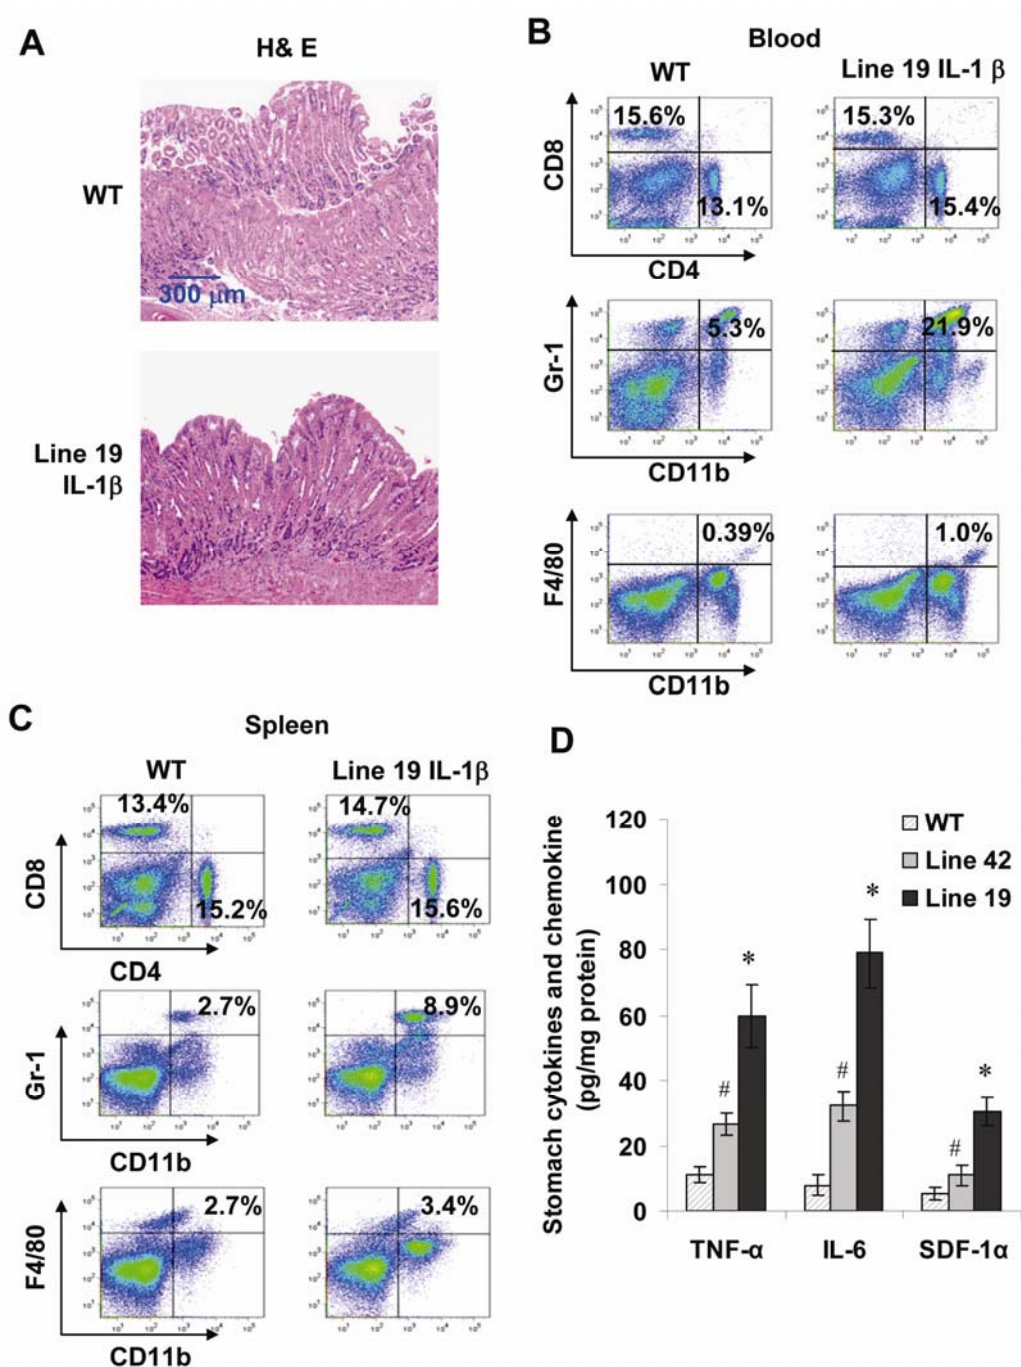 A
H& E
WT
300 μm
Line 19
IL-1β
B
Blood
WT
Line 19 IL-1 β
CD8
15.6%
13.1%
15.3%
15.4%
CD4
Gr-1
5.3%
21.9%
CD11b
F4/80
0.39%
1.0%
CD11b
C
Spleen
WT
Line 19 IL-1β
CD8
13.4%
15.2%
14.7%
15.6%
CD4
Gr-1
2.7%
8.9%
CD11b
F4/80
2.7%
3.4%
CD11b
D
Stomach cytokines and chemokine
(pg/mg protein)
120
100
80
60
40
20
0
WT
Line 42
Line 19
# *
# *
# *
TNF-α IL-6 SDF-1α